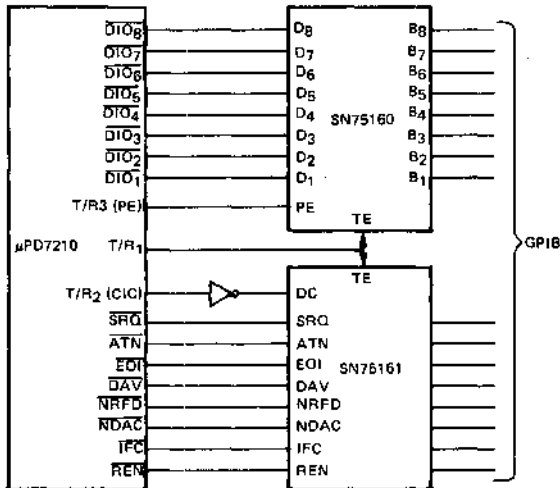 DIO8 D8 B8
DIO7 D7 B7
DIO6 D6 B6
DIO5 D5 B5
DIO4 D4 SN75160 B4
DIO3 D3 B3
DIO2 D2 B2
DIO1 D1 B1
T/R3 (PE) PE
TE
µPD7210 T/R1 GPIB
TE
T/R2 (CIC) DC
SRQ SRQ
ATN ATN
EOI EOI SN75161
DAV DAV
NRFD NRFD
NDAC NDAC
IFC IFC
REN REN